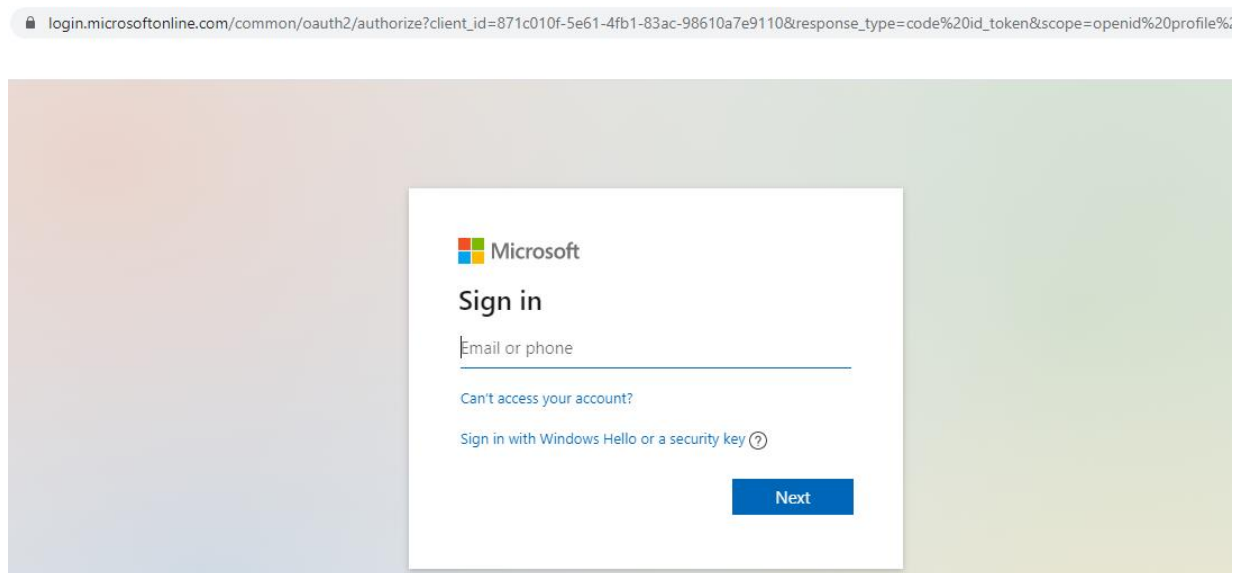 login.microsoftonline.com/common/oauth2/authorize?client_id=871c010f-5e61-4fb1-83ac-98610a7e9110&response_type=code%20id_token&scope=openid%20profile%2
Microsoft
Sign in
Email or phone
Can't access your account?
Sign in with Windows Hello or a security key ?
Next